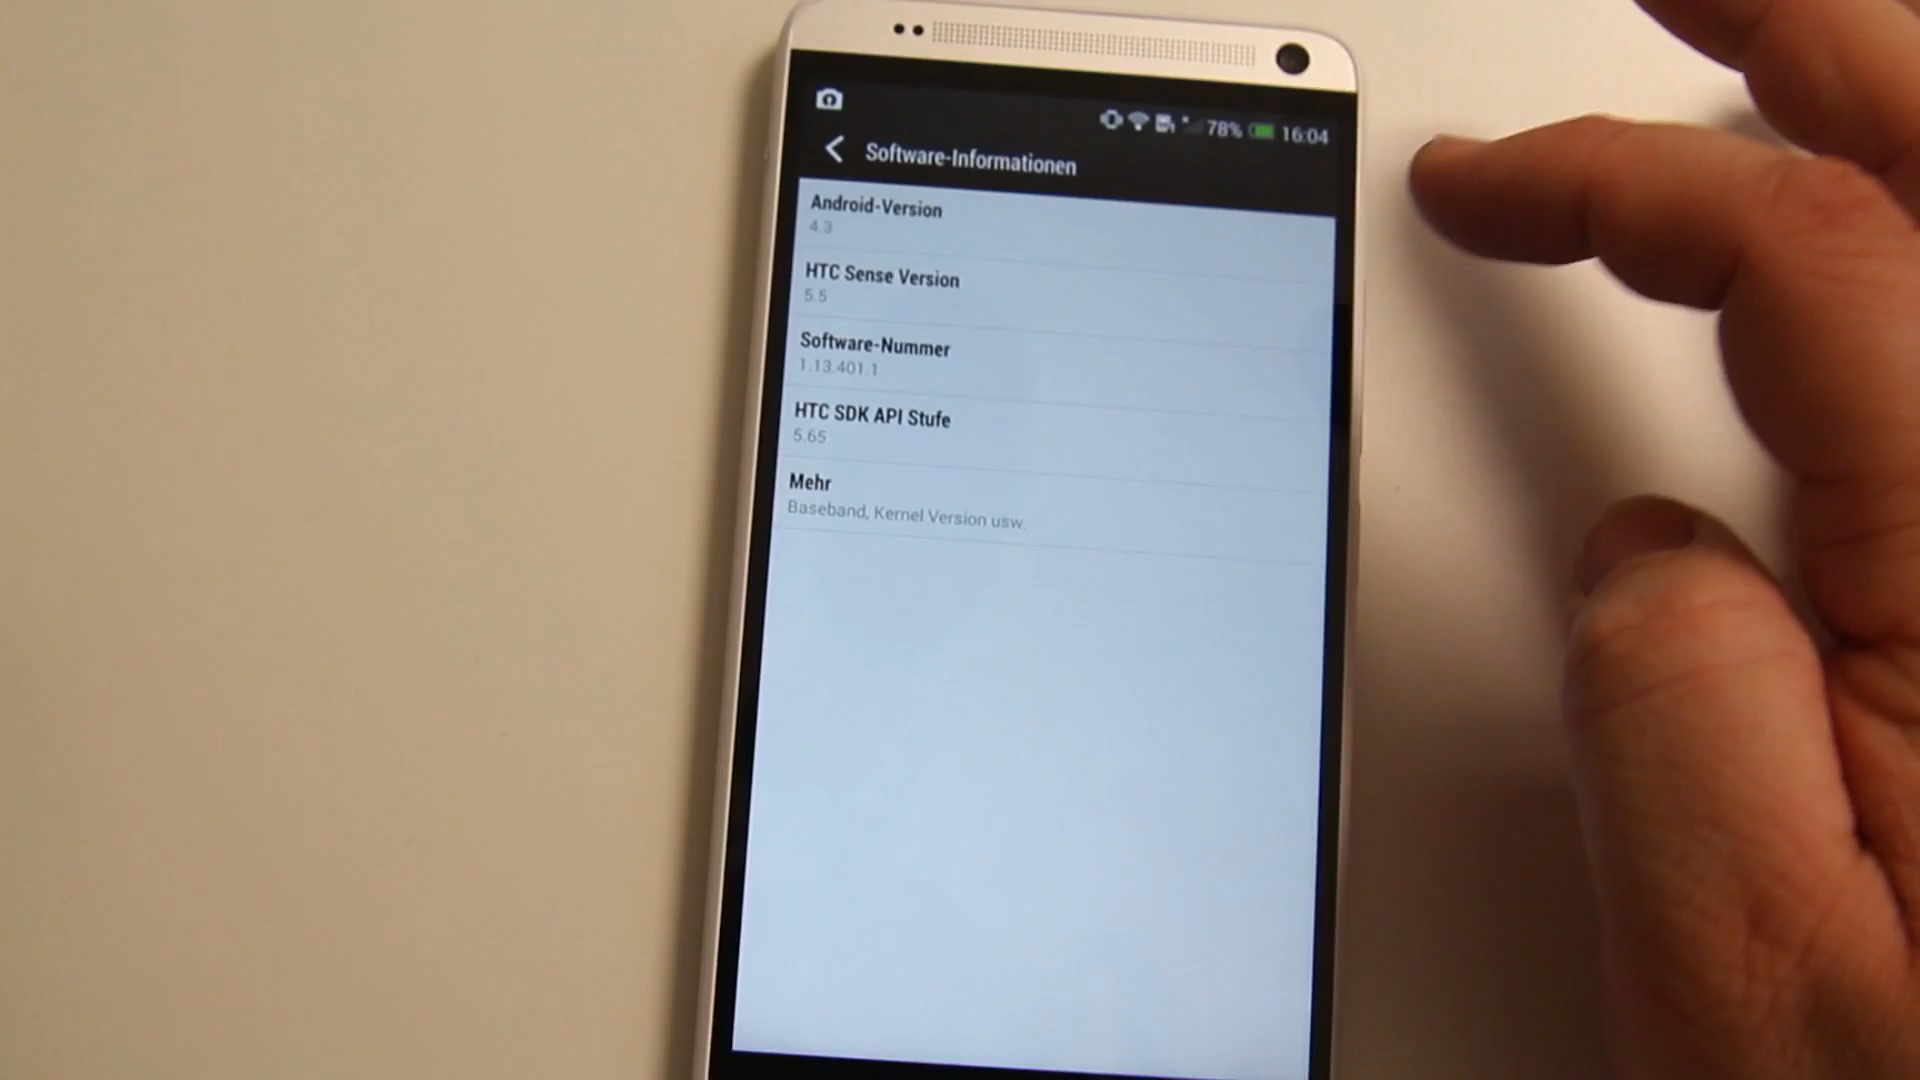 78% 16:04
Software-Informationen
Android-Version
4.3
HTC Sense Version
5.5
Software-Nummer
1.13.401.1
HTC SDK API Stufe
5.65
Mehr
Baseband, Kernel Version usw.